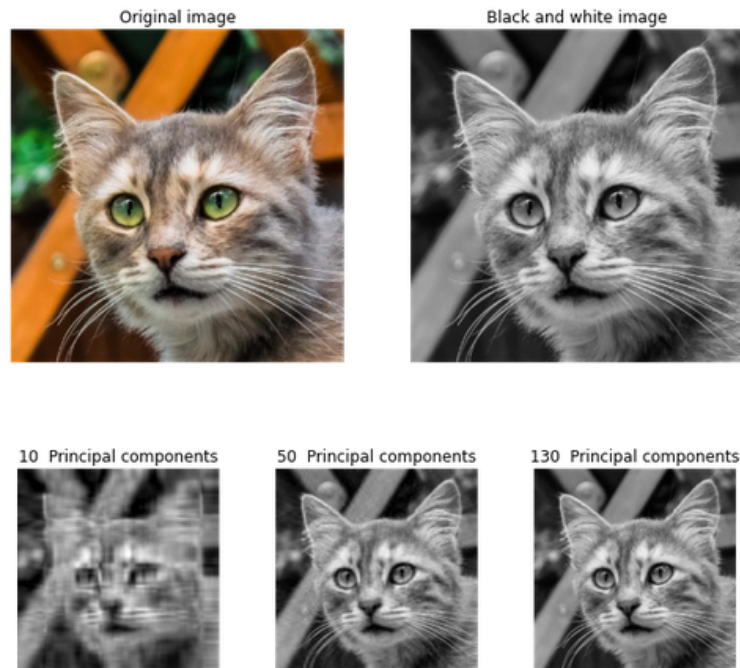 Original image
Black and white image
10 Principal components
50 Principal components
130 Principal components